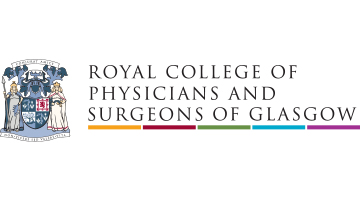 ROYAL COLLEGE OF
PHYSICIANS AND
SURGEONS OF GLASGOW